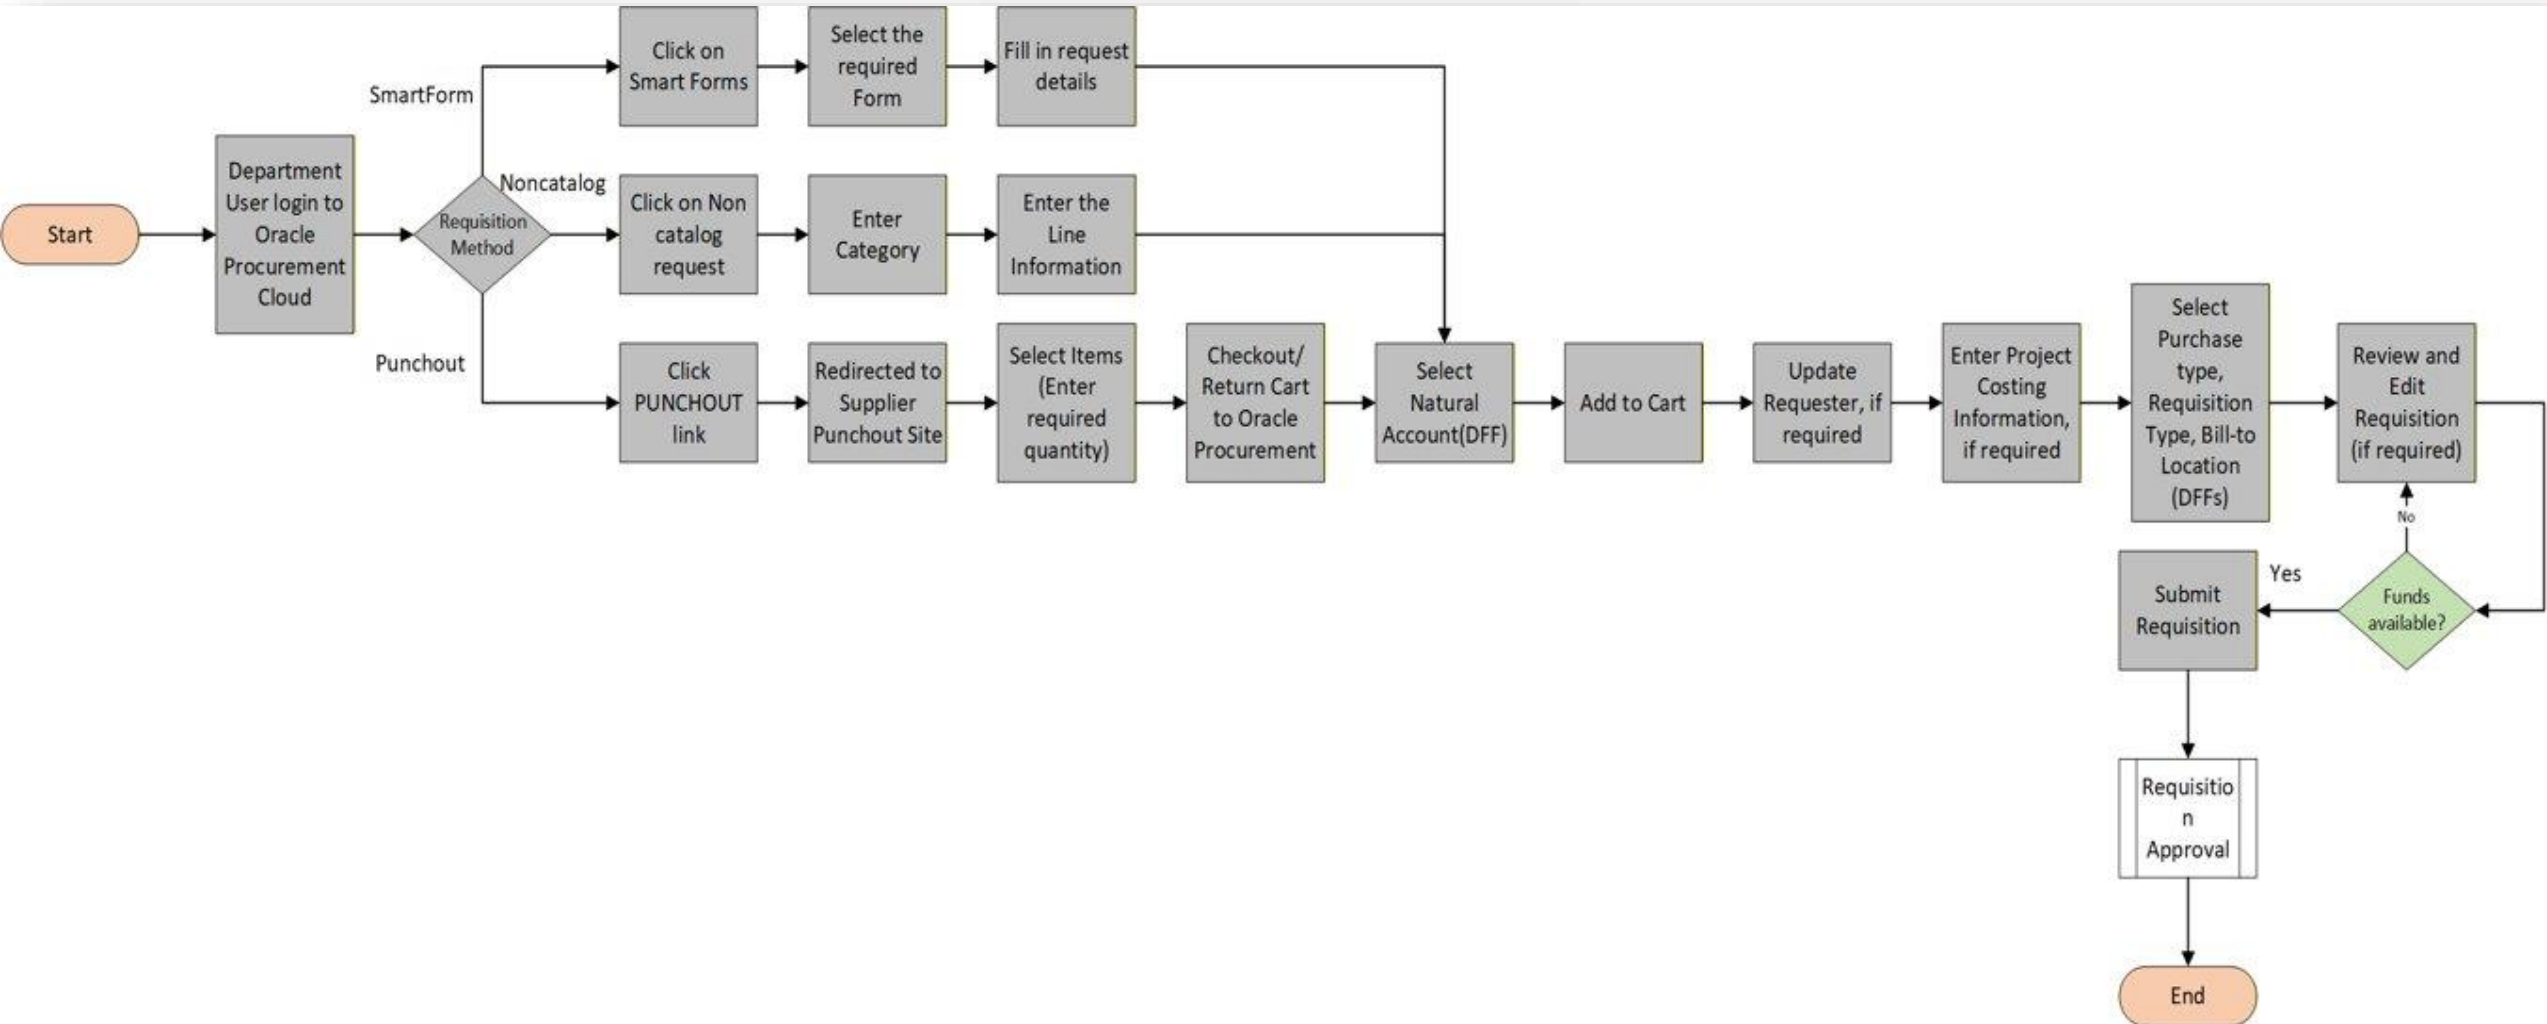 Start
Department
User login to
Oracle
Procurement
Cloud
Requisition
Method
SmartForm
Click on
Smart Forms
Select the
required
Form
Fill in request
details
Noncatalog
Click on Non
catalog
request
Enter
Category
Enter the
Line
Information
Punchout
Click
PUNCHOUT
link
Redirected to
Supplier
Punchout Site
Select Items
(Enter
required
quantity)
Checkout/
Return Cart
to Oracle
Procurement
Select
Natural
Account(DFF)
Add to Cart
Update
Requester, if
required
Enter Project
Costing
Information,
if required
Select
Purchase
type,
Requisition
Type, Bill-to
Location
(DFFs)
Review and
Edit
Requisition
(if required)
No
Funds
available?
Yes
Submit
Requisition
Requisitio
n
Approval
End